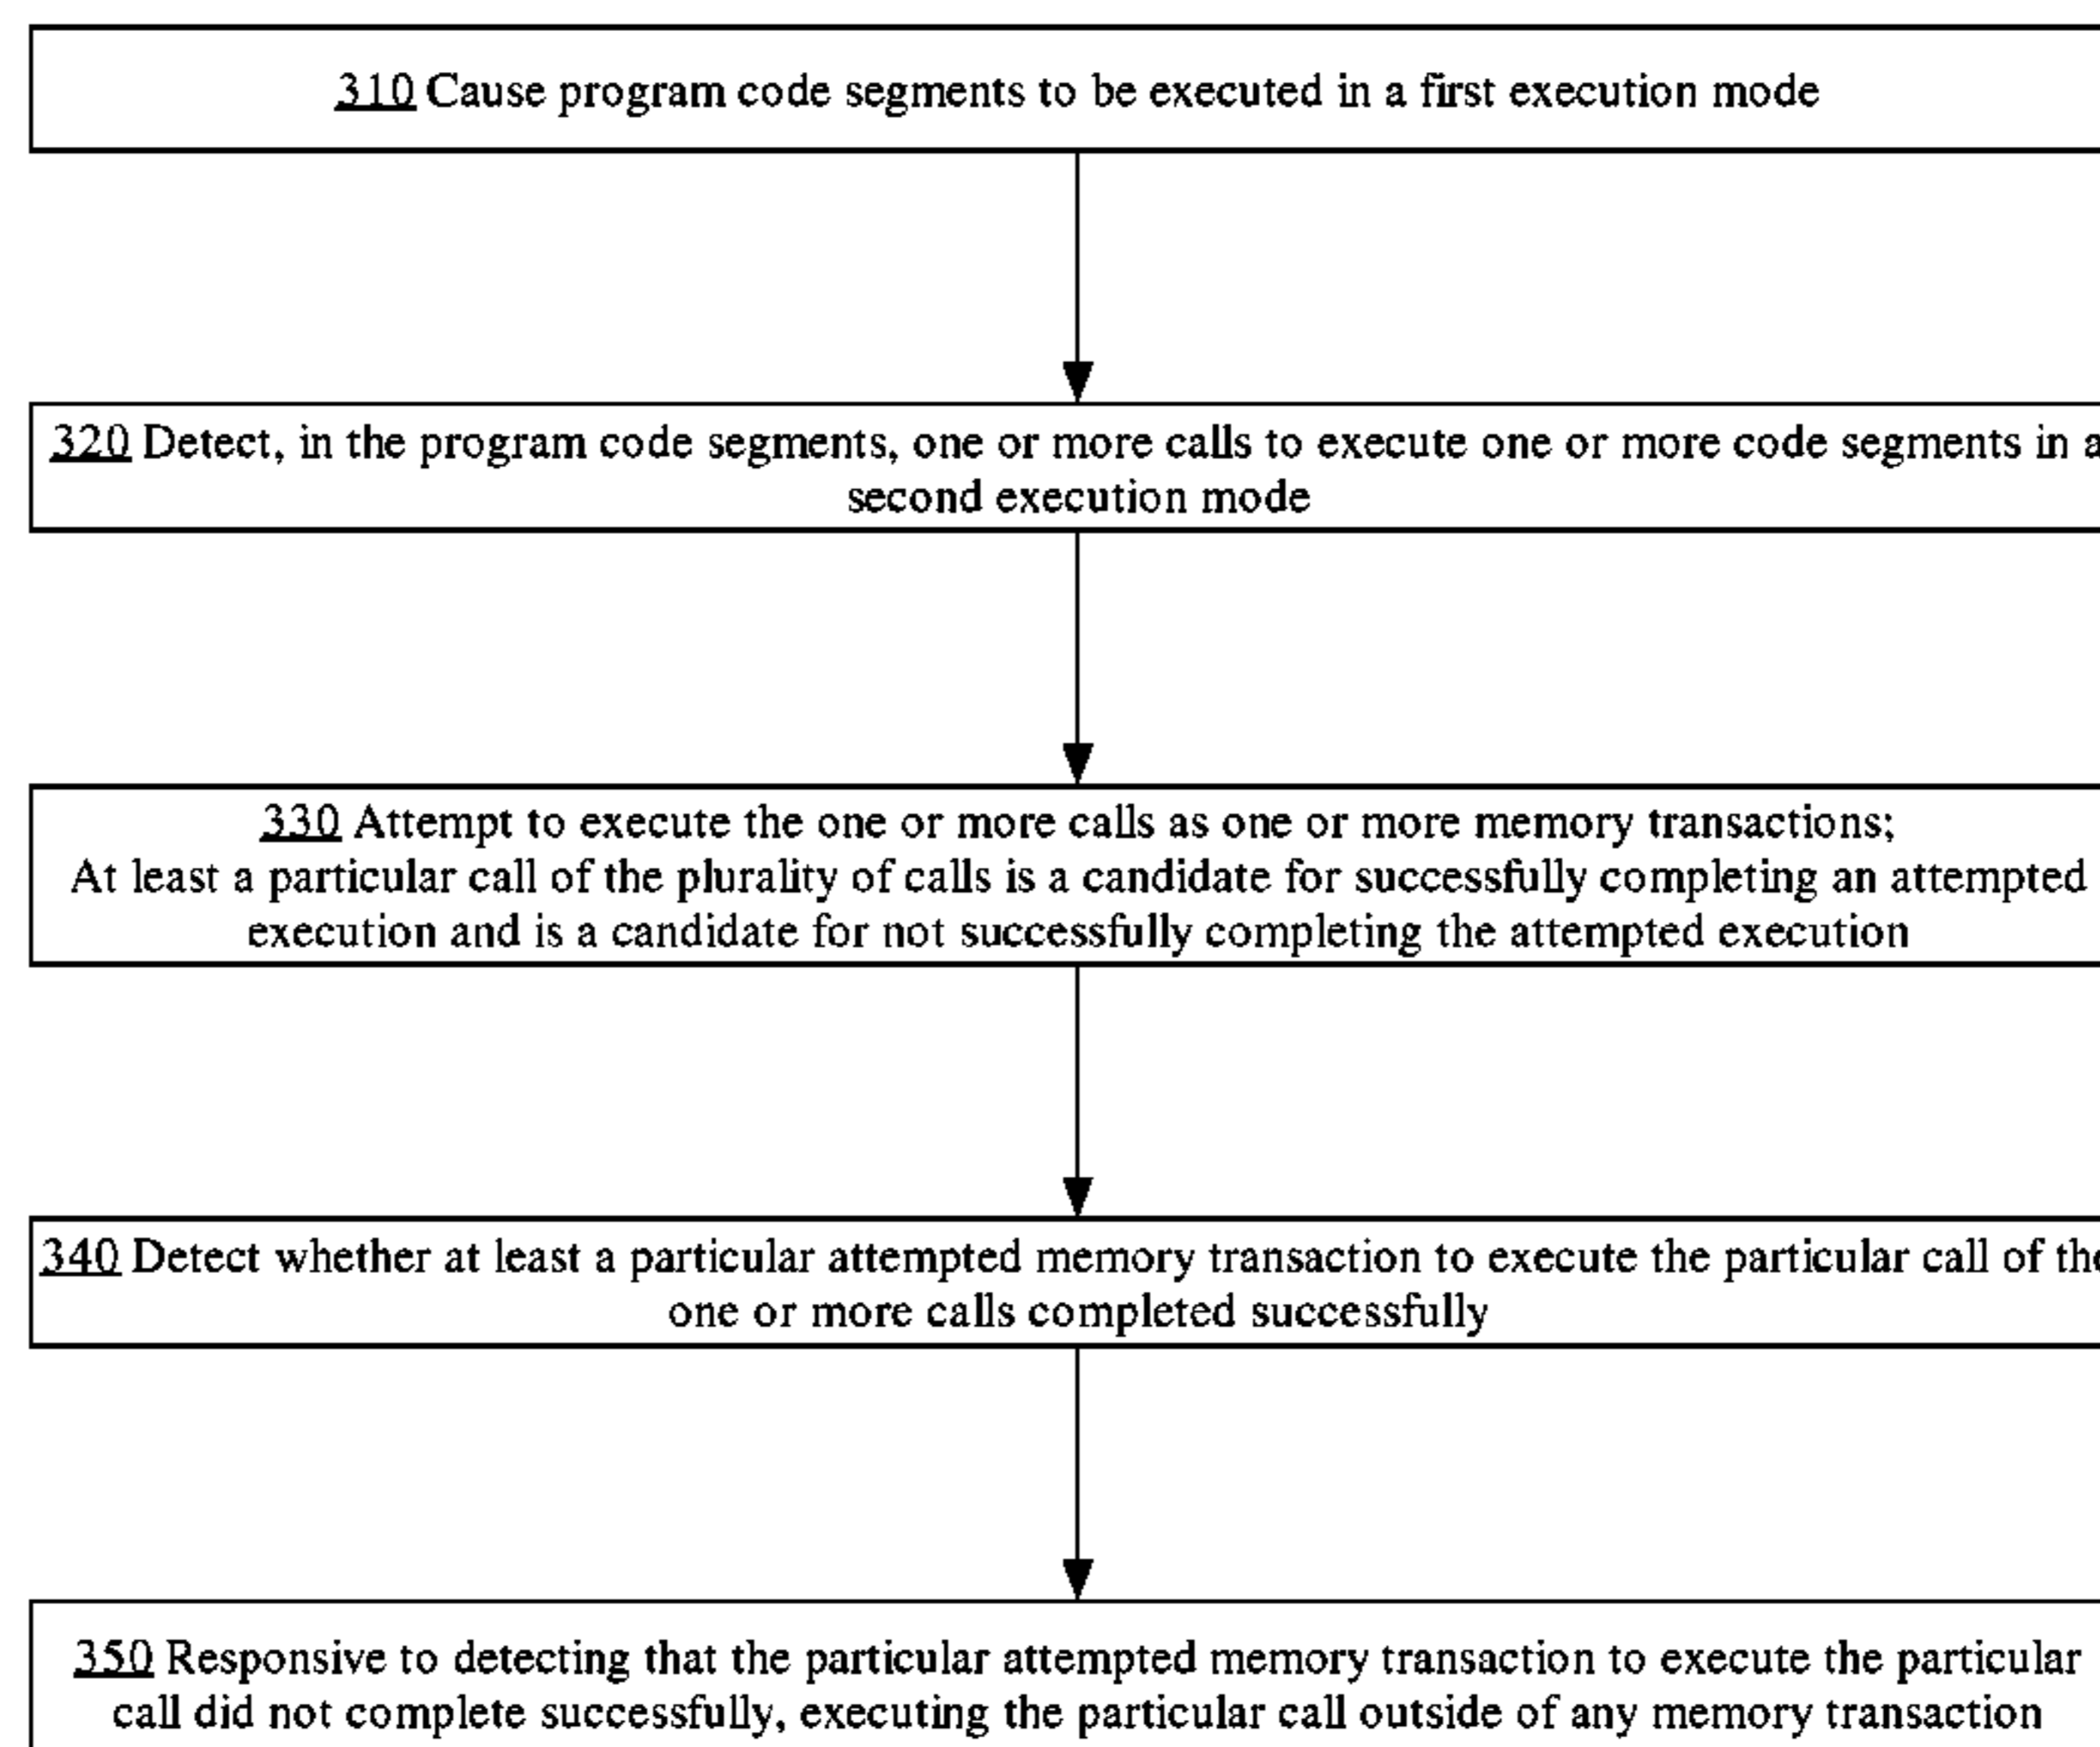 310 Cause program code segments to be executed in a first execution mode
320 Detect, in the program code segments, one or more calls to execute one or more code segments in a
second execution mode
330 Attempt to execute the one or more calls as one or more memory transactions;
At least a particular call of the plurality of calls is a candidate for successfully completing an attempted
execution and is a candidate for not successfully completing the attempted execution
340 Detect whether at least a particular attempted memory transaction to execute the particular call of the
one or more calls completed successfully
350 Responsive to detecting that the particular attempted memory transaction to execute the particular
call did not complete successfully, executing the particular call outside of any memory transaction